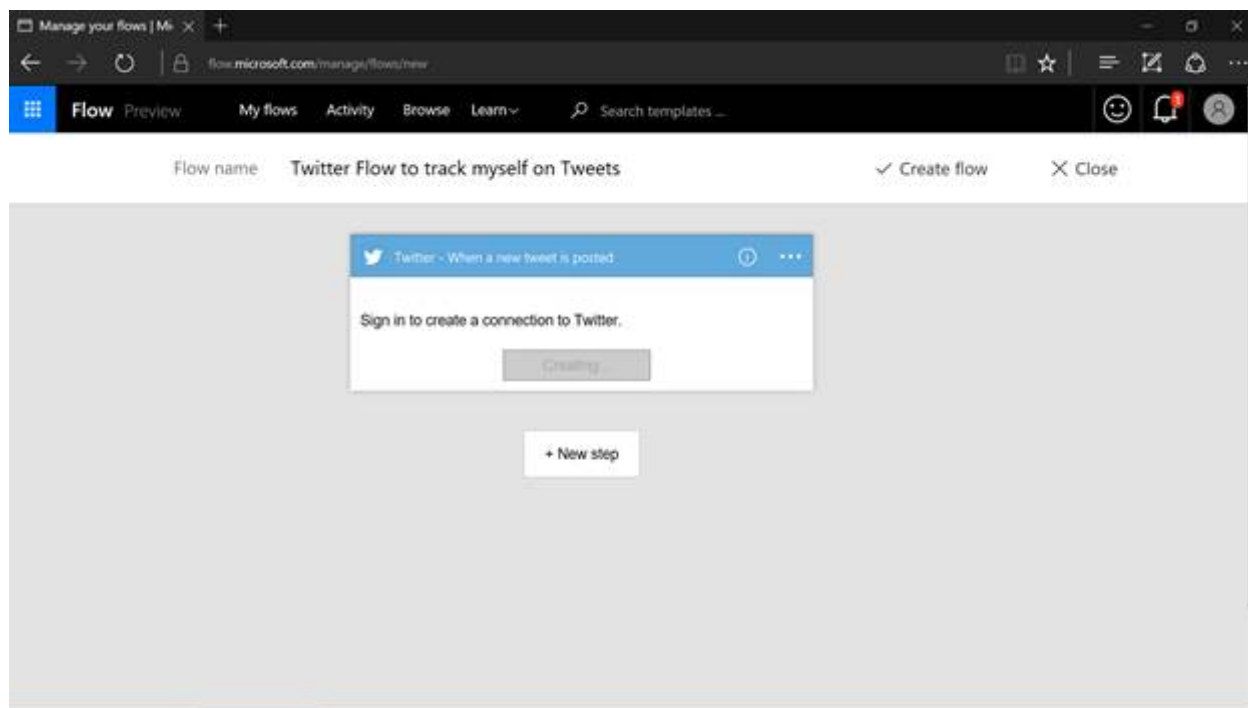 Manage your flows | Mi
flow.microsoft.com/manage/flows/new
Flow Preview My flows Activity Browse Learn Search templates ...
Flow name Twitter Flow to track myself on Tweets Create flow Close
Twitter - When a new tweet is posted
Sign in to create a connection to Twitter.
Creating...
+ New step